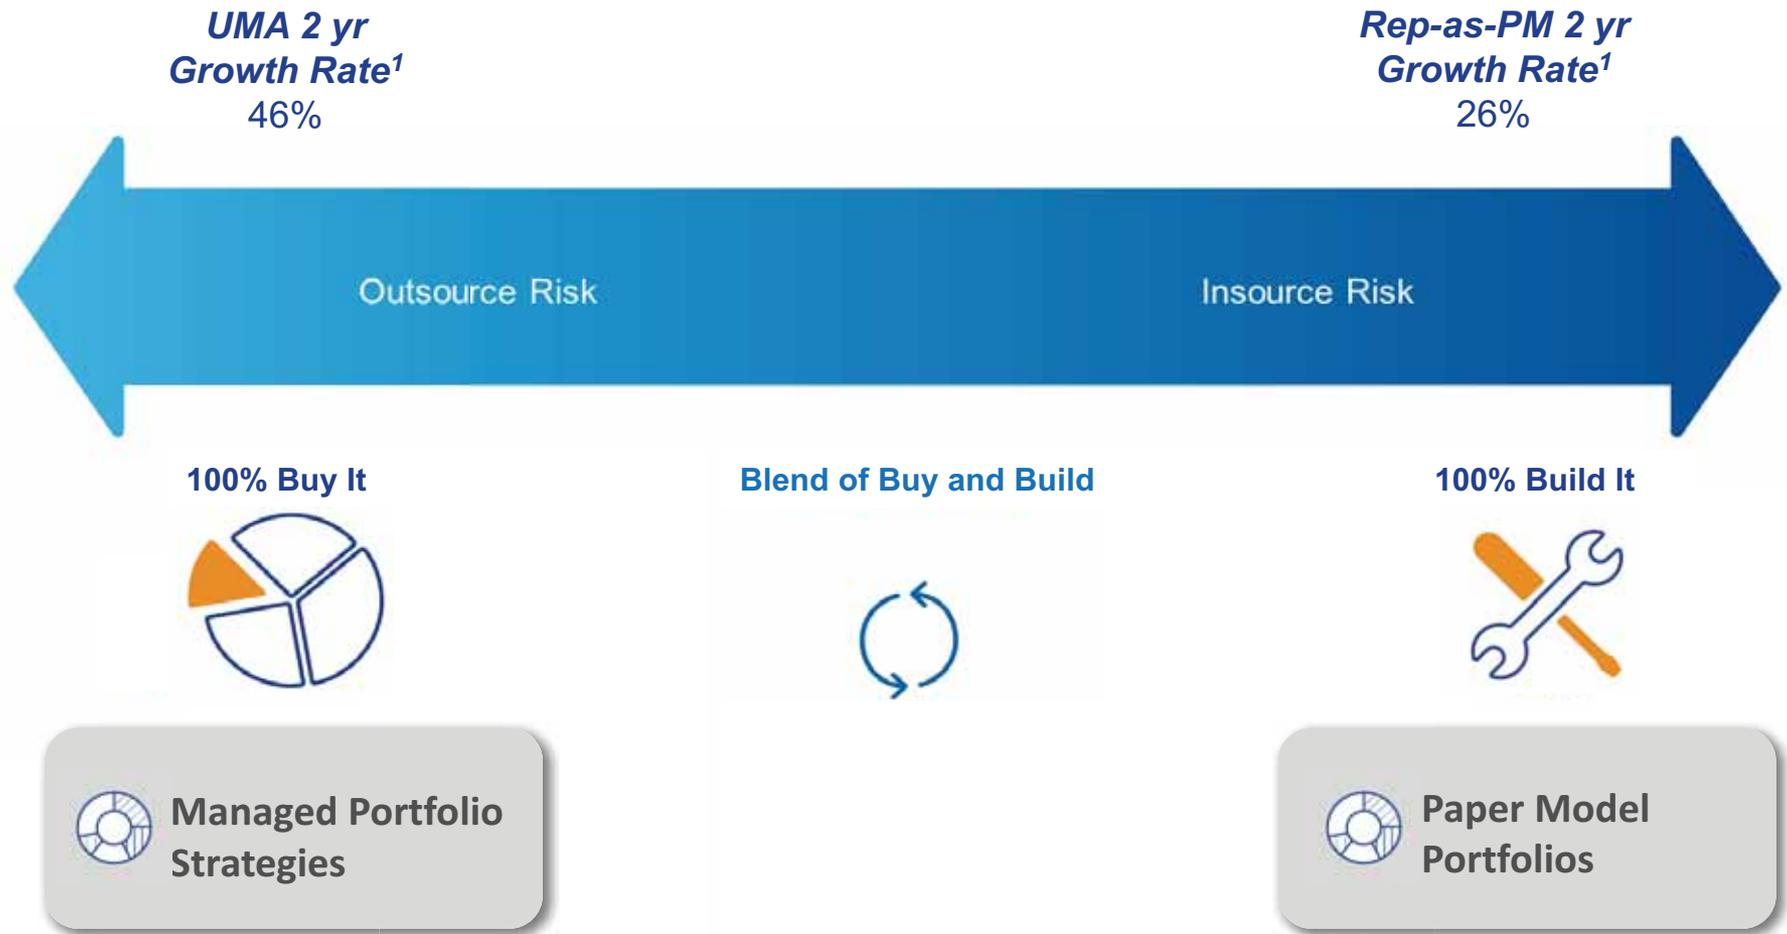 UMA 2 yr
Growth Rate¹
46%
Rep-as-PM 2 yr
Growth Rate¹
26%
Outsource Risk
Insource Risk
100% Buy It
Blend of Buy and Build
100% Build It
Managed Portfolio
Strategies
Paper Model
Portfolios